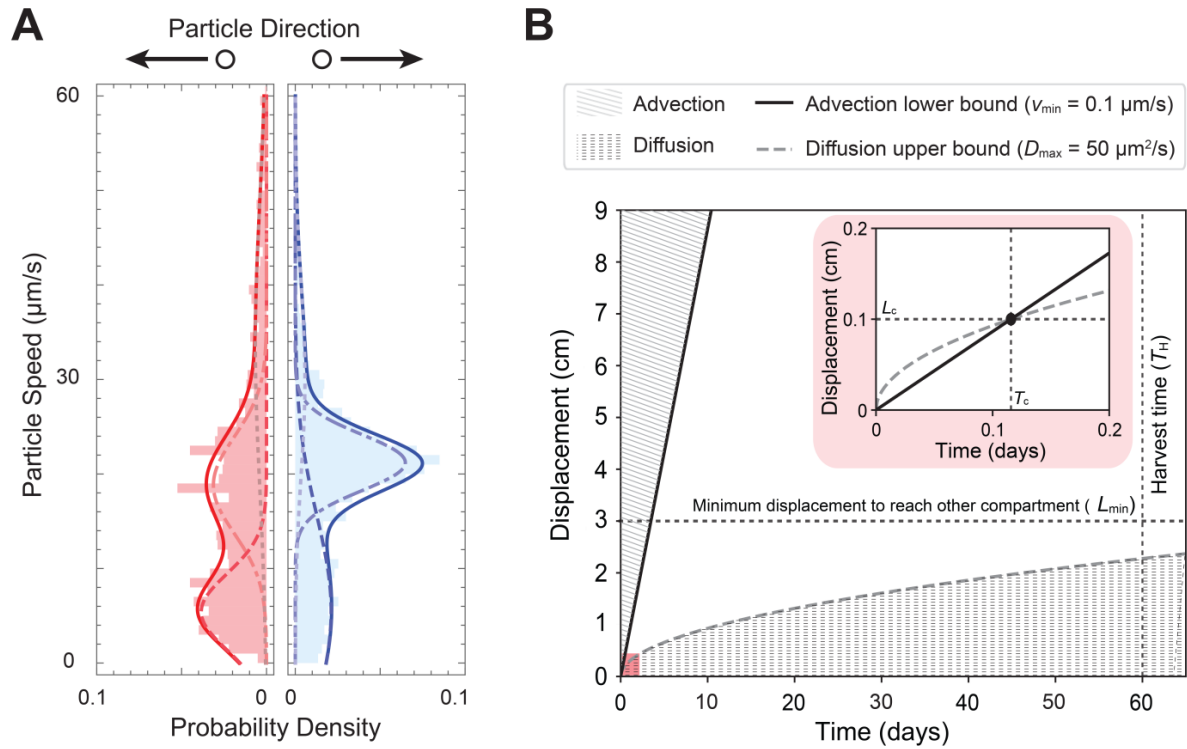 A
Particle Direction
60
30
0
Particle Speed (µm/s)
0.1
0
0
0.1
Probability Density
B
Advection
Advection lower bound (vmin = 0.1 µm/s)
Diffusion
Diffusion upper bound (Dmax = 50 µm²/s)
9
8
7
6
5
4
3
2
1
0
Displacement (cm)
0.2
0.1
0
Displacement (cm)
Lc
Tc
0
0.1
0.2
Time (days)
Harvest time (TH)
Minimum displacement to reach other compartment ( Lmin)
0
10
20
30
40
50
60
Time (days)